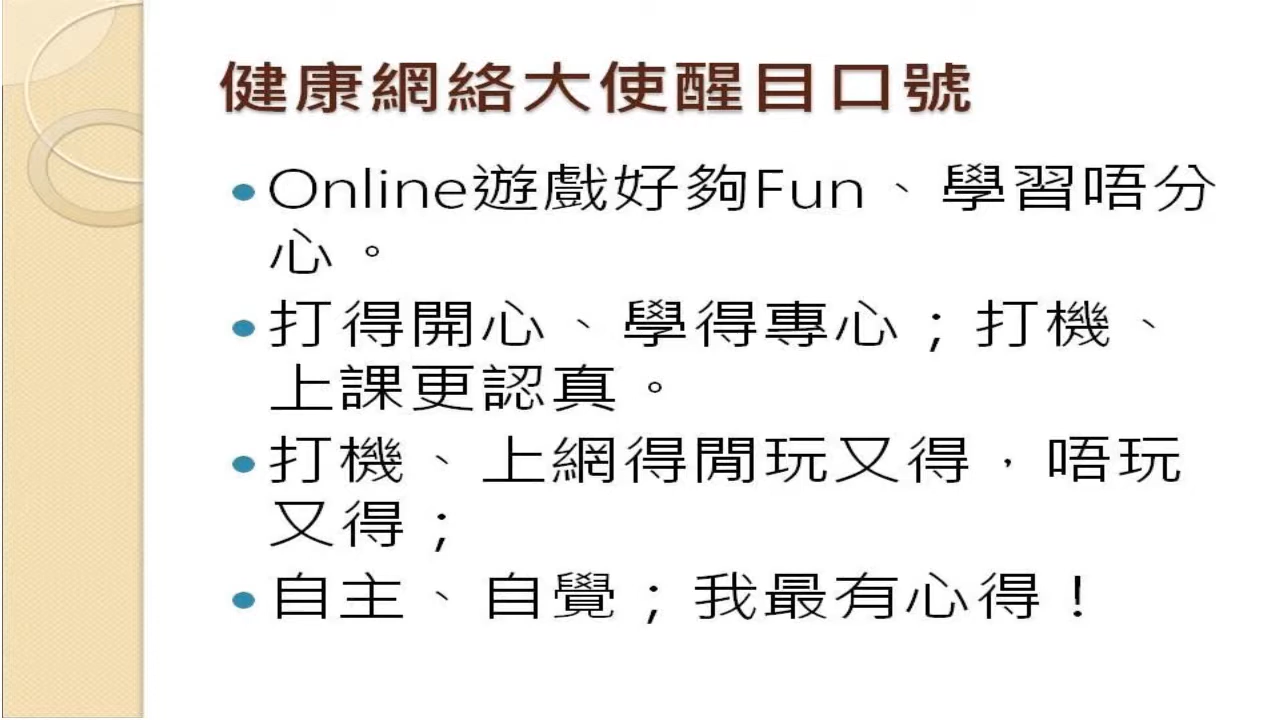 健康網絡大使醒目口號
•Online遊戲好夠Fun、學習唔分
心。
•打得開心、學得專心；打機、
上課更認真。
•打機、上網得閒玩又得，唔玩
又得；
•自主、自覺；我最有心得！